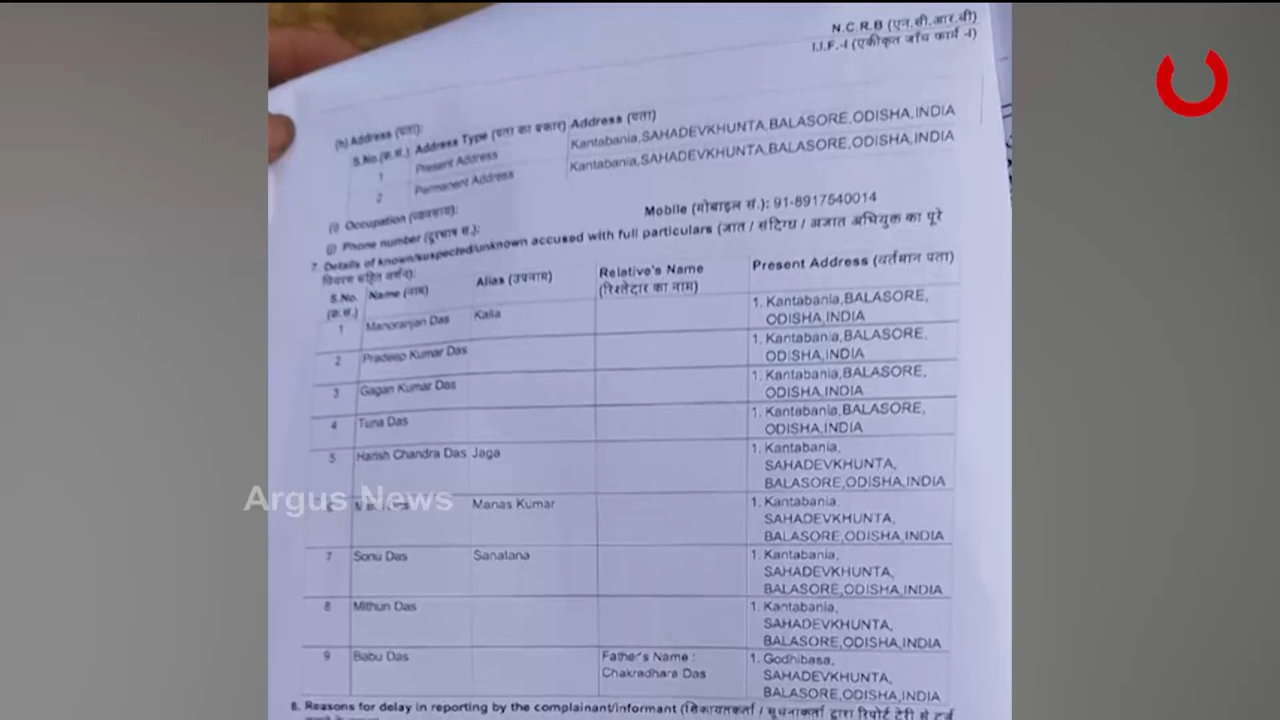 N.C.R.B (एन.सी.आर.बी)
I.I.F.-I (एकीकृत जाँच फार्म -I)
(h) Address (पता):
S.No.(क्र.सं.) Address Type (पता का प्रकार) Address (पता)
1 Present Address Kantabania,SAHADEVKHUNTA,BALASORE,ODISHA,INDIA
2 Permanent Address Kantabania,SAHADEVKHUNTA,BALASORE,ODISHA,INDIA
(i) Occupation (व्यवसाय):
(j) Phone number (दूरभाष सं.): Mobile (मोबाइल सं.): 91-8917540014
7. Details of known/suspected/unknown accused with full particulars (ज्ञात / संदिग्ध / अज्ञात अभियुक्त का पूरे
विवरण सहित वर्णन):
S.No. Name (नाम) Alias (उपनाम) Relative's Name Present Address (वर्तमान पता)
(क्र.सं.) (रिश्तेदार का नाम)
1 Manoranjan Das Kalia 1. Kantabania,BALASORE,
ODISHA,INDIA
2 Pradeep Kumar Das 1. Kantabania,BALASORE,
ODISHA,INDIA
3 Gagan Kumar Das 1. Kantabania,BALASORE,
ODISHA,INDIA
4 Tuna Das 1. Kantabania,BALASORE,
ODISHA,INDIA
5 Harish Chandra Das Jaga 1. Kantabania,
SAHADEVKHUNTA,
BALASORE,ODISHA,INDIA
Argus News
Manas Kumar 1. Kantabania,
SAHADEVKHUNTA,
BALASORE,ODISHA,INDIA
7 Sonu Das Sanatana 1. Kantabania,
SAHADEVKHUNTA,
BALASORE,ODISHA,INDIA
8 Mithun Das 1. Kantabania,
SAHADEVKHUNTA,
BALASORE,ODISHA,INDIA
9 Babu Das Father's Name : 1. Godhibasa,
Chakradhara Das SAHADEVKHUNTA,
BALASORE,ODISHA,INDIA
8. Reasons for delay in reporting by the complainant/informant (शिकायतकर्ता / सूचनाकर्ता द्वारा रिपोर्ट देरी से दर्ज